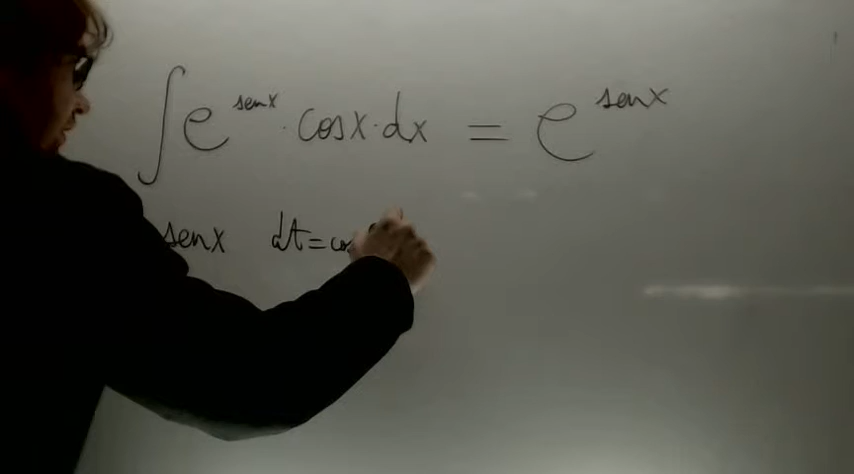 ∫ e^senx · cosx · dx = e^senx
senx dt=co